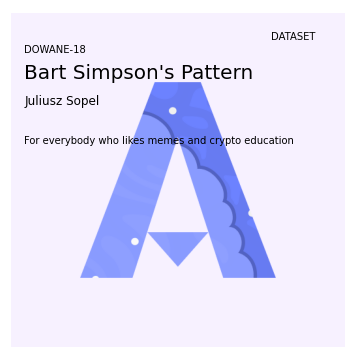 DATASET
DOWANE-18
Bart Simpson's Pattern
Juliusz Sopel
For everybody who likes memes and crypto education